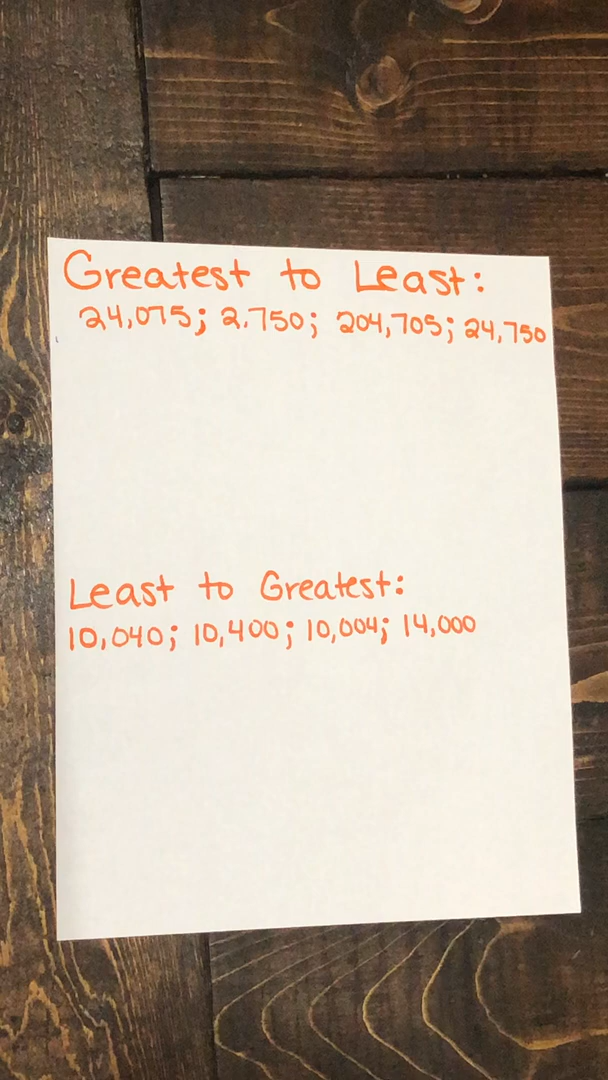 Greatest to Least:
24,075; 2,750; 204,705; 24,750
Least to Greatest:
10,040; 10,400; 10,004; 14,000